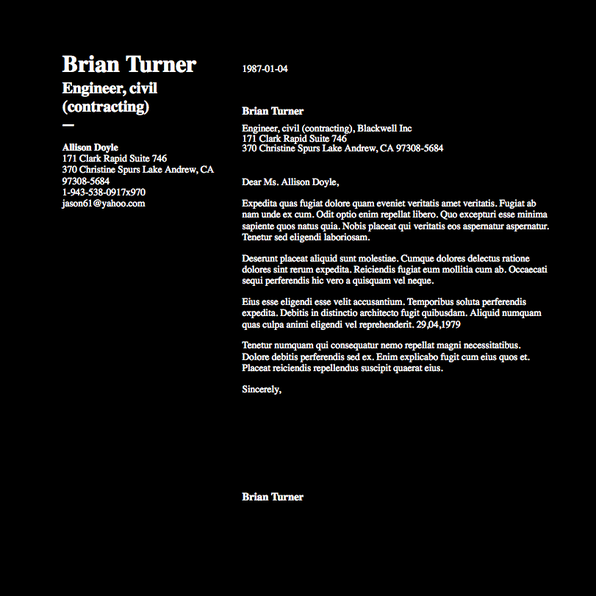 Brian Turner
Engineer, civil
(contracting)
Allison Doyle
171 Clark Rapid Suite 746
370 Christine Spurs Lake Andrew, CA
97308-5684
1-943-538-0917x970
jason61@yahoo.com
1987-01-04
Brian Turner
Engineer, civil (contracting), Blackwell Inc
171 Clark Rapid Suite 746
370 Christine Spurs Lake Andrew, CA 97308-5684
Dear Ms. Allison Doyle,
Expedita quas fugiat dolore quam eveniet veritatis amet veritatis. Fugiat ab
nam unde ex cum. Odit optio enim repellat libero. Quo excepturi esse minima
sapiente quos natus quia. Nobis placeat qui veritatis eos aspernatur aspernatur.
Tenetur sed eligendi laboriosam.
Deserunt placeat aliquid sunt molestiae. Cumque dolores delectus ratione
dolores sint rerum expedita. Reiciendis fugiat eum mollitia cum ab. Occaecati
sequi perferendis hic vero a quisquam vel neque.
Eius esse eligendi esse velit accusantium. Temporibus soluta perferendis
expedita. Debitis in distinctio architecto fugit quibusdam. Aliquid numquam
quas culpa animi eligendi vel reprehenderit. 29,04,1979
Tenetur numquam qui consequatur nemo repellat magni necessitatibus.
Dolore debitis perferendis sed ex. Enim explicabo fugit cum eius quos et.
Placeat reiciendis repellendus suscipit quaerat eius.
Sincerely,
Brian Turner